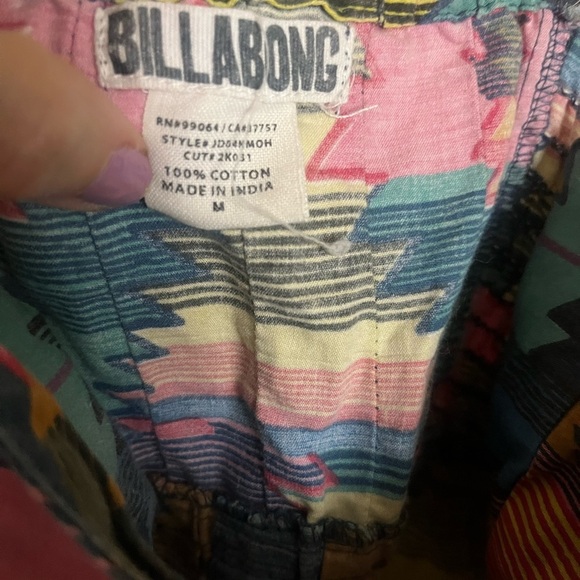 BILLABONG
RN#99064/CA#37757
STYLE# JD04NMOH
CUT# 2K031
100% COTTON
MADE IN INDIA
M